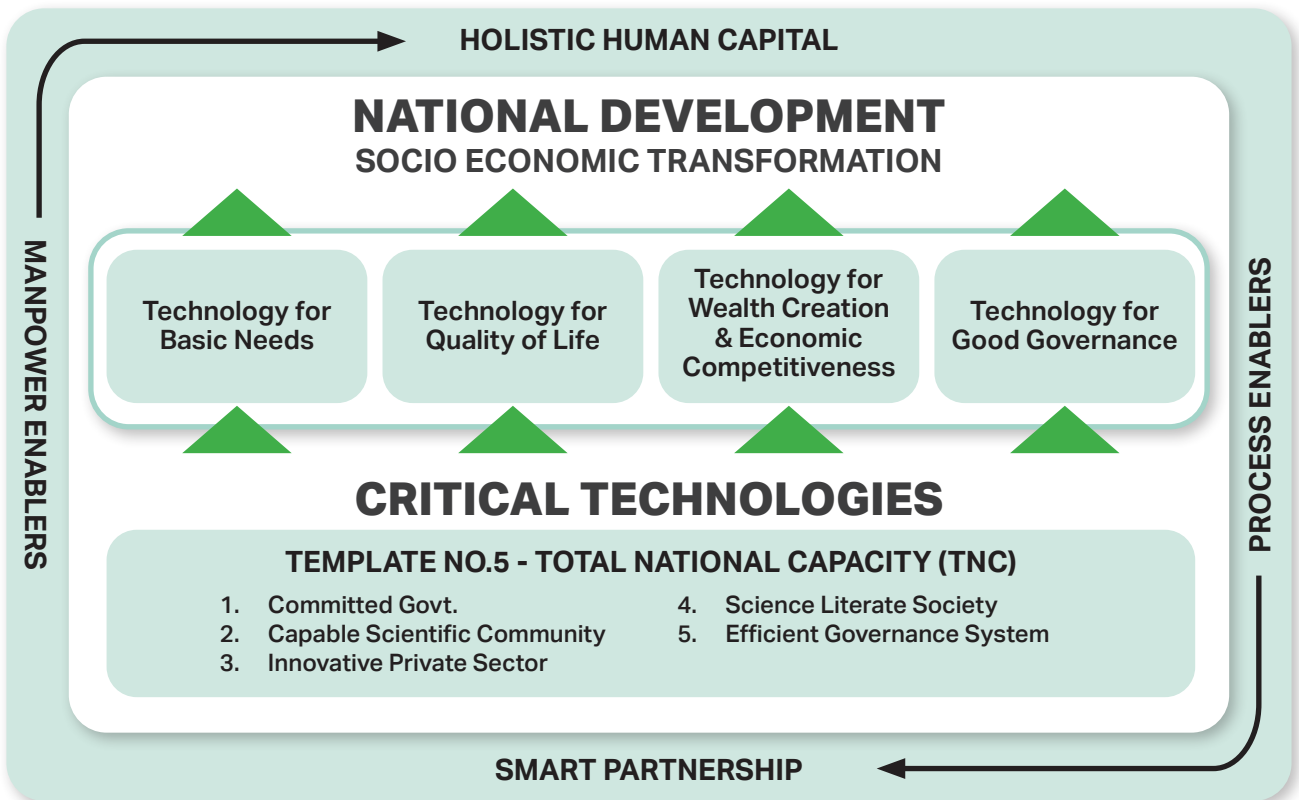 HOLISTIC HUMAN CAPITAL
NATIONAL DEVELOPMENT
SOCIO ECONOMIC TRANSFORMATION
MANPOWER ENABLERS
Technology for
Basic Needs
Technology for
Quality of Life
Technology for
Wealth Creation
& Economic
Competitiveness
Technology for
Good Governance
PROCESS ENABLERS
CRITICAL TECHNOLOGIES
TEMPLATE NO.5 - TOTAL NATIONAL CAPACITY (TNC)
1. Committed Govt.
2. Capable Scientific Community
3. Innovative Private Sector
4. Science Literate Society
5. Efficient Governance System
SMART PARTNERSHIP